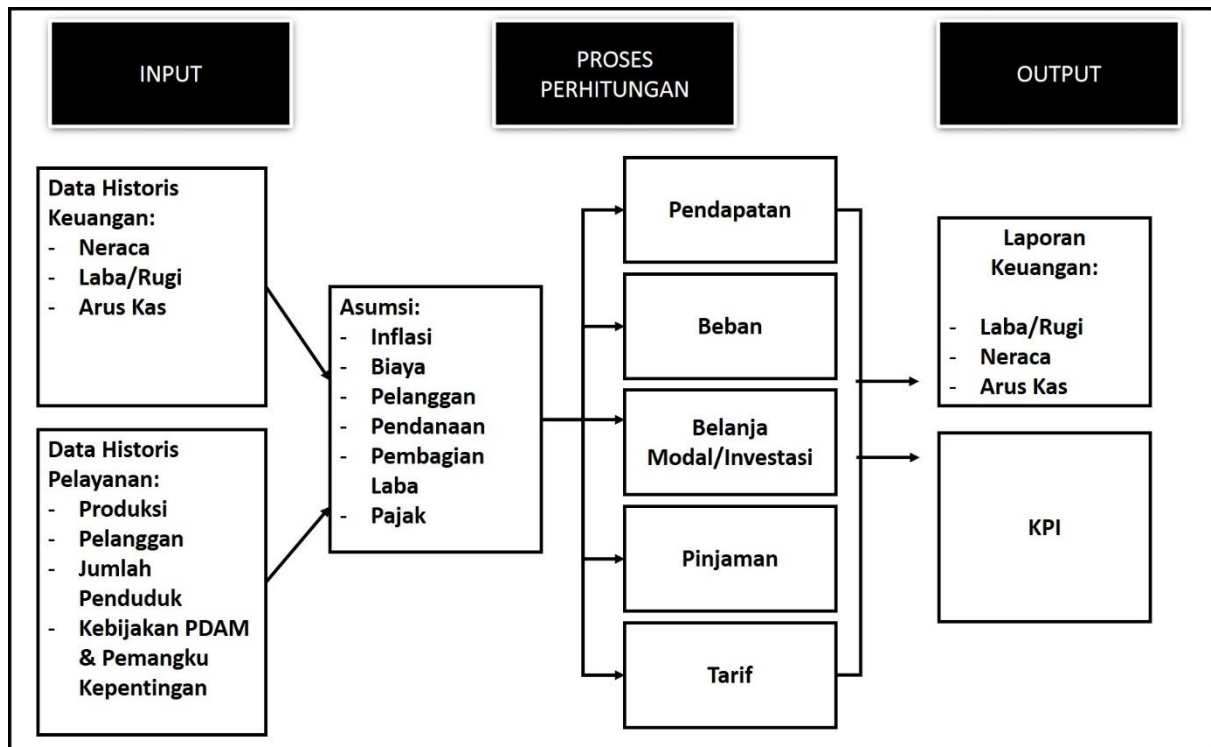 INPUT
PROSES
PERHITUNGAN
OUTPUT
Data Historis
Keuangan:
- Neraca
- Laba/Rugi
- Arus Kas
Data Historis
Pelayanan:
- Produksi
- Pelanggan
- Jumlah
Penduduk
- Kebijakan PDAM
& Pemangku
Kepentingan
Asumsi:
- Inflasi
- Biaya
- Pelanggan
- Pendanaan
- Pembagian
Laba
- Pajak
Pendapatan
Beban
Belanja
Modal/Investasi
Pinjaman
Tarif
Laporan
Keuangan:
- Laba/Rugi
- Neraca
- Arus Kas
KPI